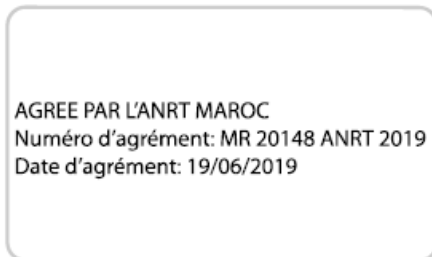 AGREE PAR L'ANRT MAROC
Numéro d'agrément: MR 20148 ANRT 2019
Date d'agrément: 19/06/2019